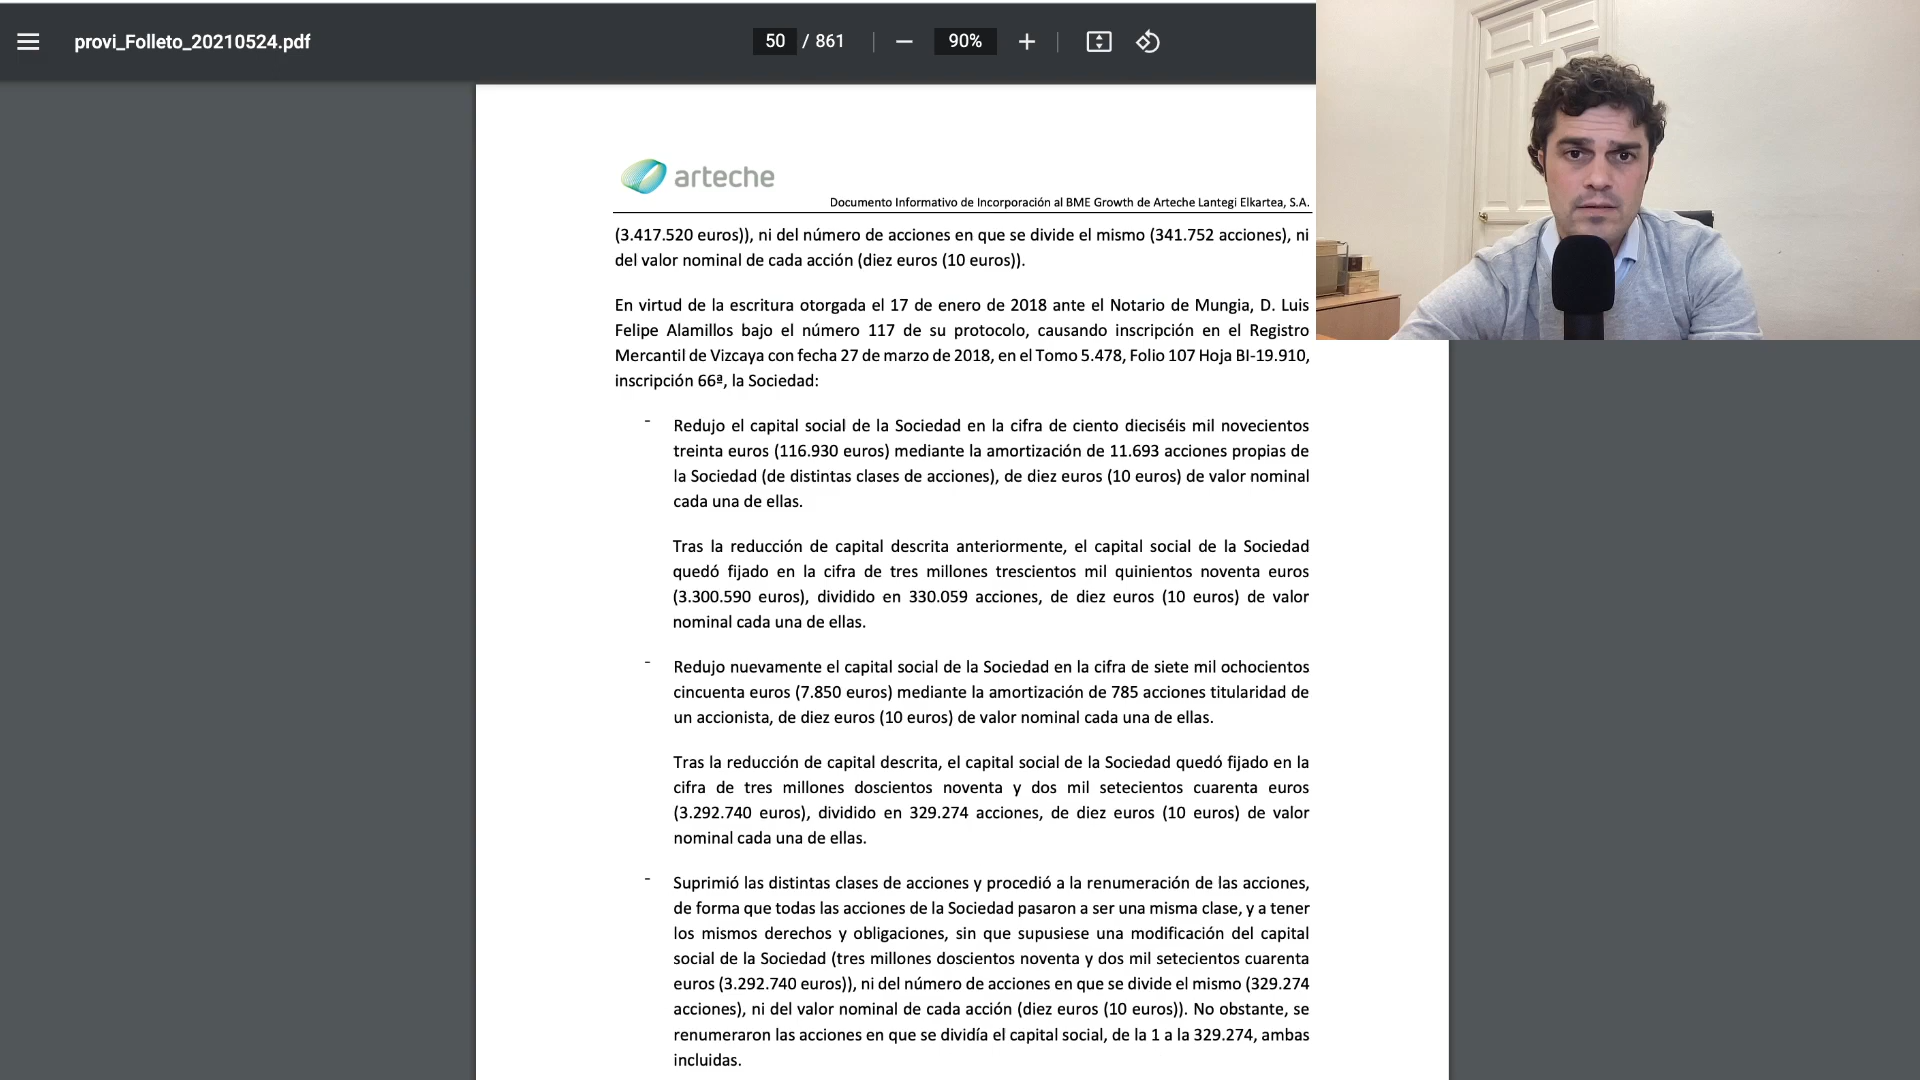 provi_Folleto_20210524.pdf
50 / 861
90%
arteche
Documento Informativo de Incorporación al BME Growth de Arteche Lantegi Elkartea, S.A.
(3.417.520 euros)), ni del número de acciones en que se divide el mismo (341.752 acciones), ni
del valor nominal de cada acción (diez euros (10 euros)).
En virtud de la escritura otorgada el 17 de enero de 2018 ante el Notario de Mungia, D. Luis
Felipe Alamillos bajo el número 117 de su protocolo, causando inscripción en el Registro
Mercantil de Vizcaya con fecha 27 de marzo de 2018, en el Tomo 5.478, Folio 107 Hoja BI-19.910,
inscripción 66ª, la Sociedad:
- Redujo el capital social de la Sociedad en la cifra de ciento dieciséis mil novecientos
treinta euros (116.930 euros) mediante la amortización de 11.693 acciones propias de
la Sociedad (de distintas clases de acciones), de diez euros (10 euros) de valor nominal
cada una de ellas.
Tras la reducción de capital descrita anteriormente, el capital social de la Sociedad
quedó fijado en la cifra de tres millones trescientos mil quinientos noventa euros
(3.300.590 euros), dividido en 330.059 acciones, de diez euros (10 euros) de valor
nominal cada una de ellas.
- Redujo nuevamente el capital social de la Sociedad en la cifra de siete mil ochocientos
cincuenta euros (7.850 euros) mediante la amortización de 785 acciones titularidad de
un accionista, de diez euros (10 euros) de valor nominal cada una de ellas.
Tras la reducción de capital descrita, el capital social de la Sociedad quedó fijado en la
cifra de tres millones doscientos noventa y dos mil setecientos cuarenta euros
(3.292.740 euros), dividido en 329.274 acciones, de diez euros (10 euros) de valor
nominal cada una de ellas.
- Suprimió las distintas clases de acciones y procedió a la renumeración de las acciones,
de forma que todas las acciones de la Sociedad pasaron a ser una misma clase, y a tener
los mismos derechos y obligaciones, sin que supusiese una modificación del capital
social de la Sociedad (tres millones doscientos noventa y dos mil setecientos cuarenta
euros (3.292.740 euros)), ni del número de acciones en que se divide el mismo (329.274
acciones), ni del valor nominal de cada acción (diez euros (10 euros)). No obstante, se
renumeraron las acciones en que se dividía el capital social, de la 1 a la 329.274, ambas
incluidas.